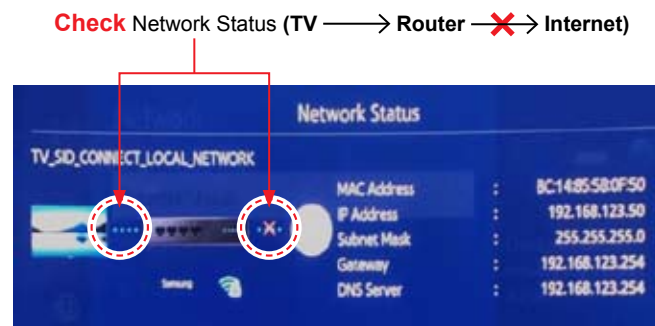 Check Network Status (TV ⟶ Router ⟶ Internet)
Network Status
TV_SID_CONNECT_LOCAL_NETWORK
MAC Address : BC:14:85:58:0F:50
IP Address : 192.168.123.50
Subnet Mask : 255.255.255.0
Gateway : 192.168.123.254
DNS Server : 192.168.123.254
Samsung